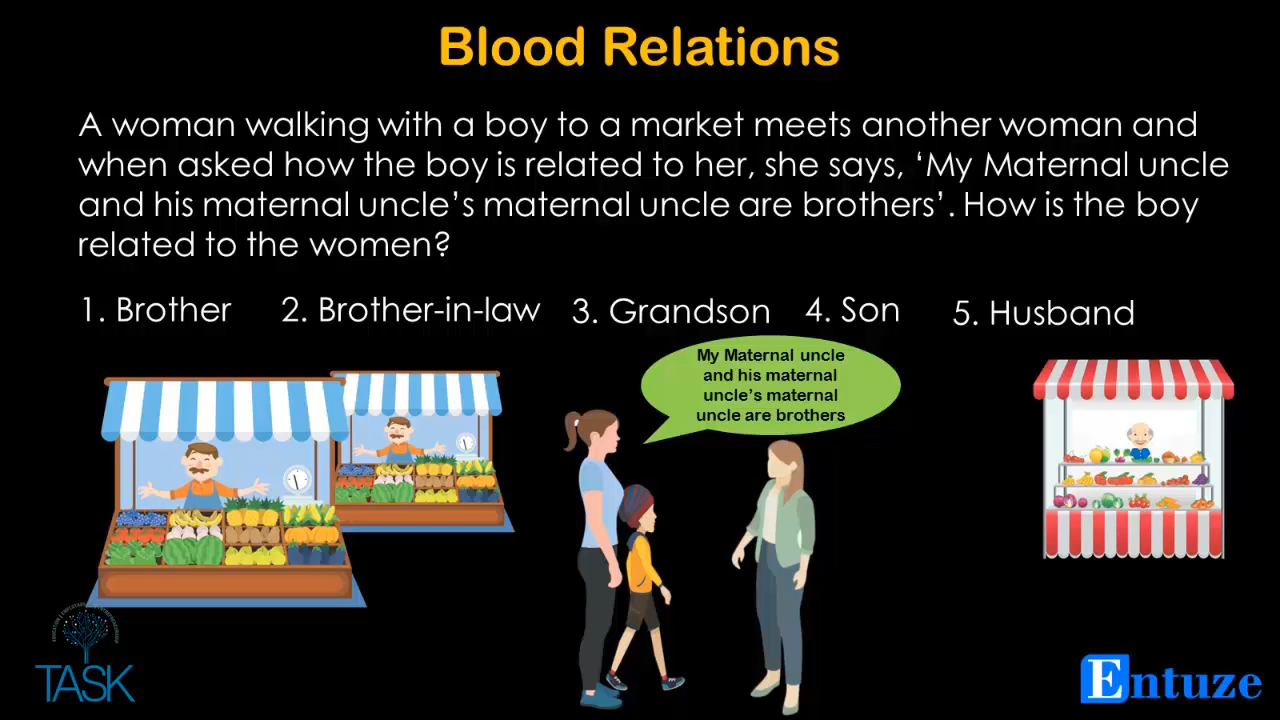 Blood Relations
A woman walking with a boy to a market meets another woman and
when asked how the boy is related to her, she says, ‘My Maternal uncle
and his maternal uncle’s maternal uncle are brothers’. How is the boy
related to the women?
1. Brother 2. Brother-in-law 3. Grandson 4. Son 5. Husband
My Maternal uncle
and his maternal
uncle’s maternal
uncle are brothers
TASK
Entuze